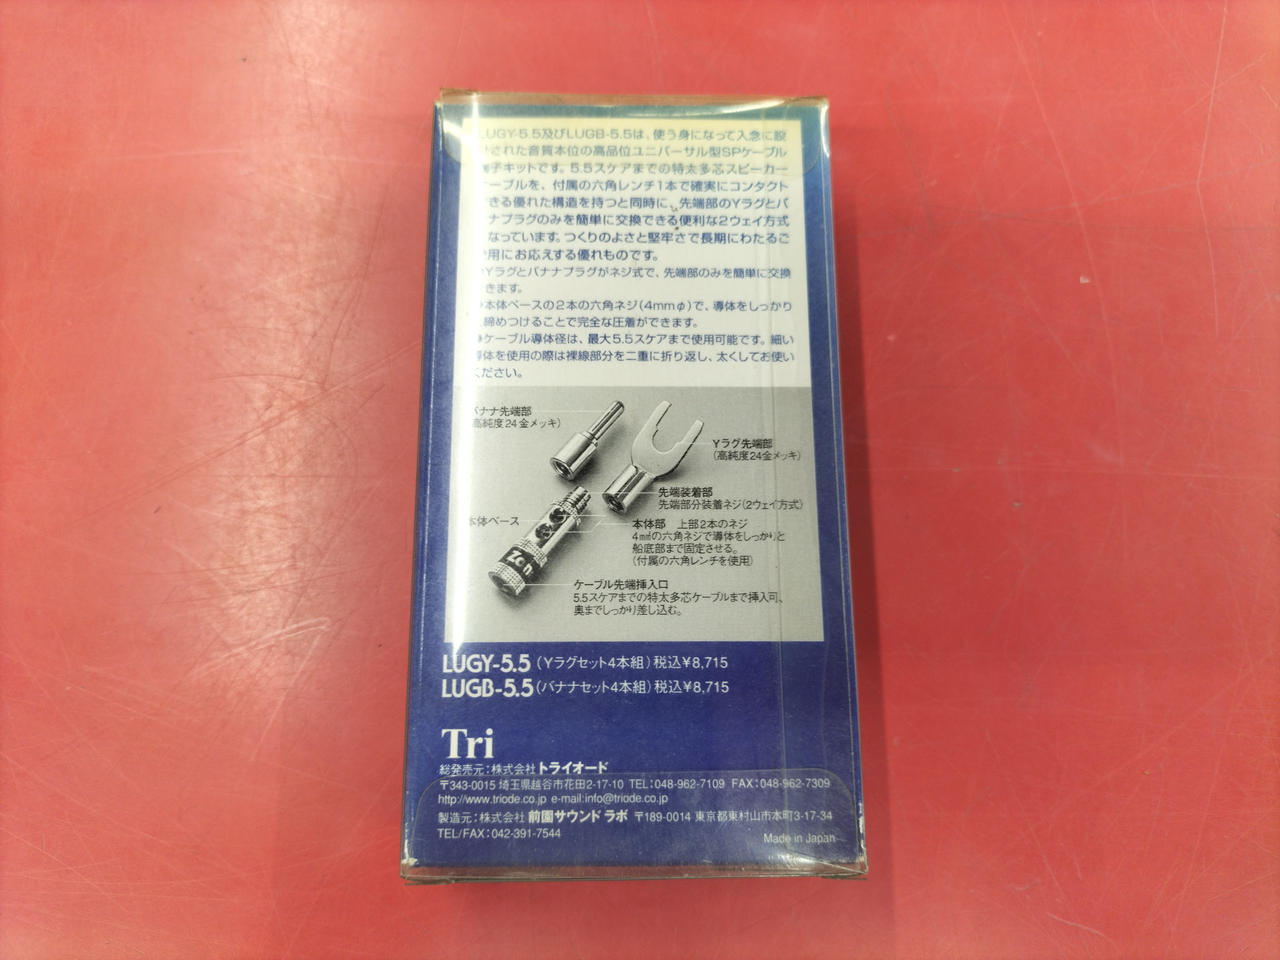 LUGY-5.5及びLUGB-5.5は、使う身になって入念に設
された音質本位の高品位ユニバーサル型SPケーブル
端子キットです。5.5スケアまでの特太多芯スピーカー
ケーブルを、付属の六角レンチ1本で確実にコンタクト
きる優れた構造を持つと同時に、先端部のYラグとバ
ナナプラグのみを簡単に交換できる便利な2ウェイ方式
なっています。つくりのよさと堅牢さで長期にわたるご
使用にお応えする優れものです。
●Yラグとバナナプラグがネジ式で、先端部のみを簡単に交換
きます。
●本体ベースの2本の六角ネジ(4mmφ)で、導体をしっかり
締めつけることで完全な圧着ができます。
●ケーブル導体径は、最大5.5スケアまで使用可能です。細い
導体を使用の際は裸線部分を二重に折り返し、太くしてお使い
ください。
バナナ先端部
(高純度24金メッキ)
Yラグ先端部
(高純度24金メッキ)
先端装着部
先端部分装着ネジ(2ウェイ方式)
本体ベース
本体部 上部2本のネジ
4㎜の六角ネジで導体をしっかりと
船底部まで固定させる。
(付属の六角レンチを使用)
ケーブル先端挿入口
5.5スケアまでの特太多芯ケーブルまで挿入可、
奥までしっかり差し込む。
LUGY-5.5(Yラグセット4本組)税込¥8,715
LUGB-5.5(バナナセット4本組)税込¥8,715
Tri
総発売元:株式会社トライオード
〒343-0015 埼玉県越谷市花田2-17-10 TEL:048-962-7109 FAX:048-962-7309
http://www.triode.co.jp e-mail:info@triode.co.jp
製造元:株式会社 前園サウンド ラボ 〒189-0014 東京都東村山市本町3-17-34
TEL/FAX:042-391-7544
Made in Japan